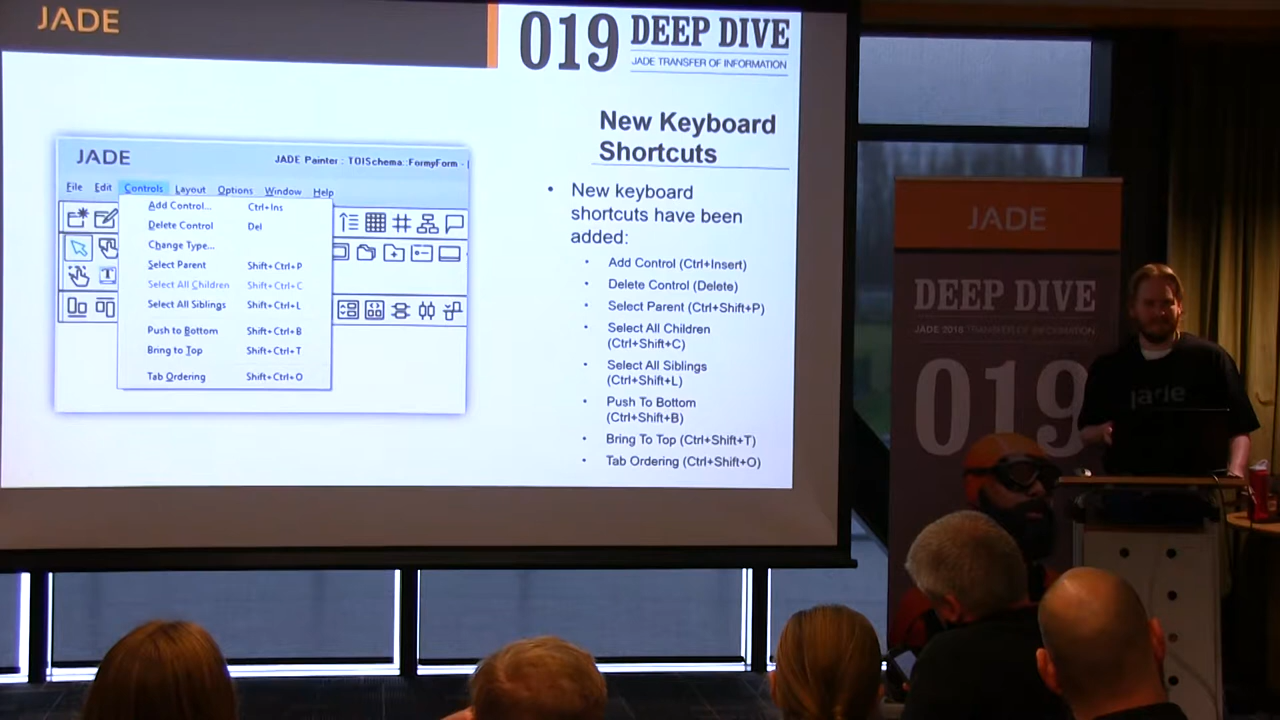 JADE
019 DEEP DIVE
JADE TRANSFER OF INFORMATION
New Keyboard
Shortcuts
• New keyboard
shortcuts have been
added:
• Add Control (Ctrl+Insert)
• Delete Control (Delete)
• Select Parent (Ctrl+Shift+P)
• Select All Children
(Ctrl+Shift+C)
• Select All Siblings
(Ctrl+Shift+L)
• Push To Bottom
(Ctrl+Shift+B)
• Bring To Top (Ctrl+Shift+T)
• Tab Ordering (Ctrl+Shift+O)
JADE
JADE Painter : TOISchema::FormyForm - [
File Edit Controls Layout Options Window Help
Add Control... Ctrl+Ins
Delete Control Del
Change Type...
Select Parent Shift+Ctrl+P
Select All Children Shift+Ctrl+C
Select All Siblings Shift+Ctrl+L
Push to Bottom Shift+Ctrl+B
Bring to Top Shift+Ctrl+T
Tab Ordering Shift+Ctrl+O
JADE
DEEP DIVE
JADE 2018 TRANSFER OF INFORMATION
019
jade